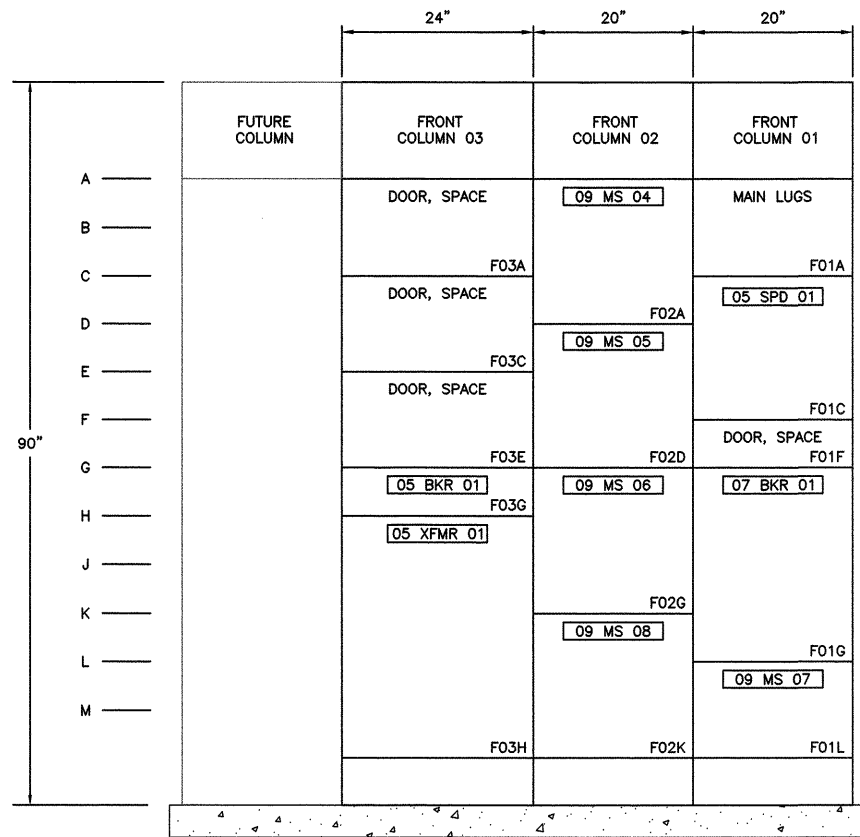 24" 20" 20"
FUTURE COLUMN
FRONT COLUMN 03
FRONT COLUMN 02
FRONT COLUMN 01
A
DOOR, SPACE
09 MS 04
MAIN LUGS
B
F03A
F01A
C
DOOR, SPACE
05 SPD 01
F02A
D
09 MS 05
F03C
E
DOOR, SPACE
F01C
F
DOOR, SPACE
90"
F03E
F02D
F01F
G
05 BKR 01
09 MS 06
07 BKR 01
F03G
H
05 XFMR 01
J
F02G
K
09 MS 08
F01G
L
09 MS 07
M
F03H
F02K
F01L